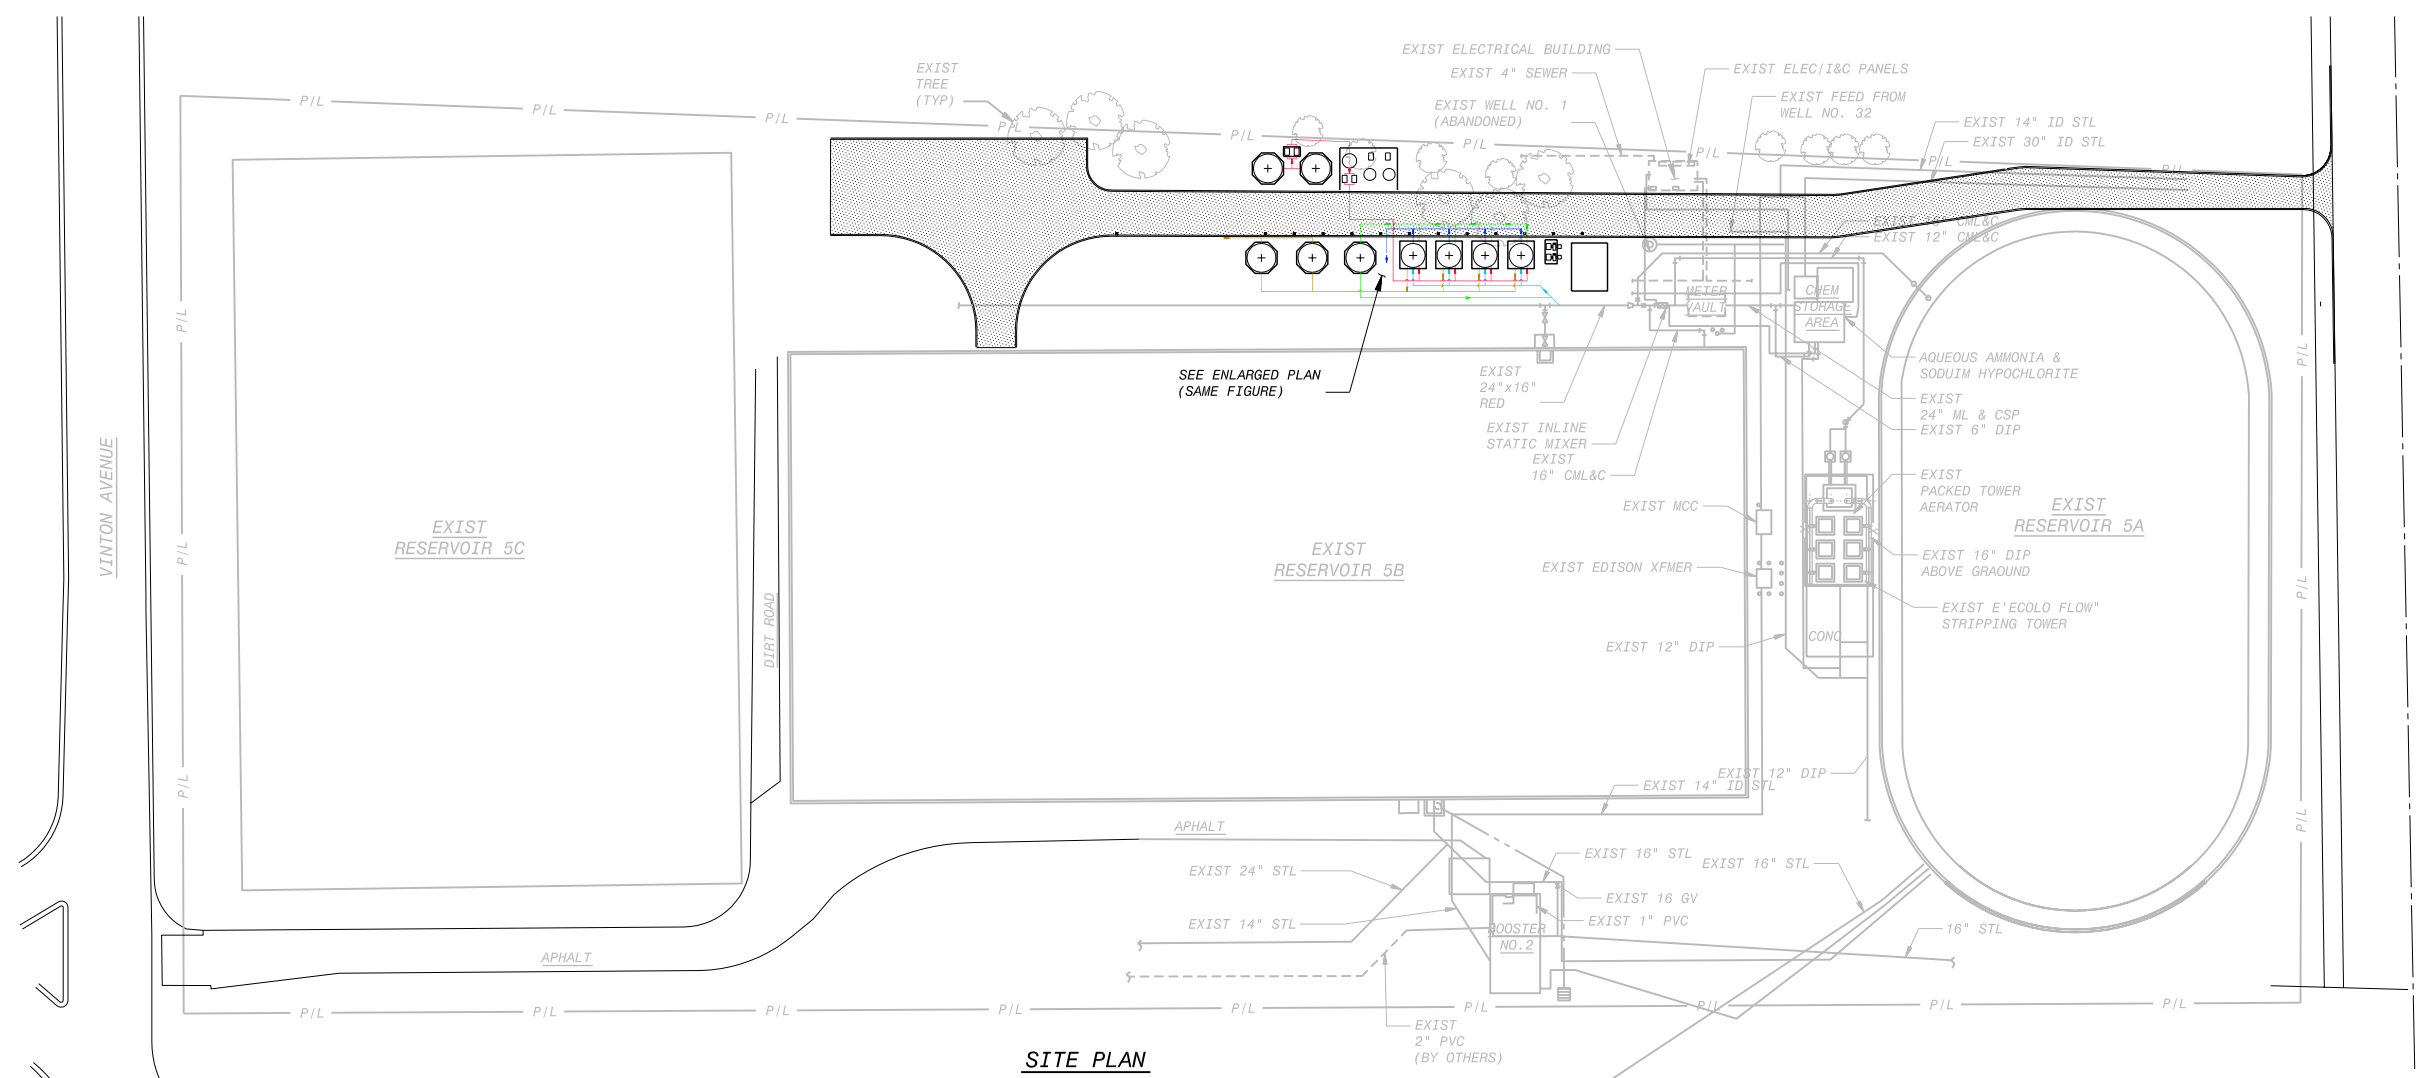 EXIST ELECTRICAL BUILDING
EXIST 4" SEWER
EXIST WELL NO. 1
(ABANDONED)
EXIST ELEC/I&C PANELS
EXIST FEED FROM
WELL NO. 32
EXIST 14" ID STL
EXIST 30" ID STL
EXIST
TREE
(TYP)
P/L
P/L
P/L
P/L
P/L
P/L
P/L
P/L
P/L
EXIST CML&C
EXIST 12" CML&C
METER
VAULT
CHEM
STORAGE
AREA
AQUEOUS AMMONIA &
SODUIM HYPOCHLORITE
SEE ENLARGED PLAN
(SAME FIGURE)
EXIST
24"x16"
RED
EXIST INLINE
STATIC MIXER
EXIST
16" CML&C
EXIST
24" ML & CSP
EXIST 6" DIP
EXIST
PACKED TOWER
AERATOR
EXIST MCC
EXIST EDISON XFMER
EXIST 16" DIP
ABOVE GRAOUND
EXIST E'ECOLO FLOW"
STRIPPING TOWER
CONC
EXIST 12" DIP
EXIST 12" DIP
EXIST 14" ID STL
VINTON AVENUE
P/L
P/L
P/L
EXIST
RESERVOIR 5C
DIRT ROAD
EXIST
RESERVOIR 5B
EXIST
RESERVOIR 5A
P/L
P/L
P/L
APHALT
APHALT
EXIST 24" STL
EXIST 14" STL
EXIST 16" STL
EXIST 16" STL
EXIST 16 GV
EXIST 1" PVC
BOOSTER
NO.2
16" STL
P/L
P/L
P/L
P/L
P/L
P/L
P/L
P/L
P/L
EXIST
2" PVC
(BY OTHERS)
SITE PLAN